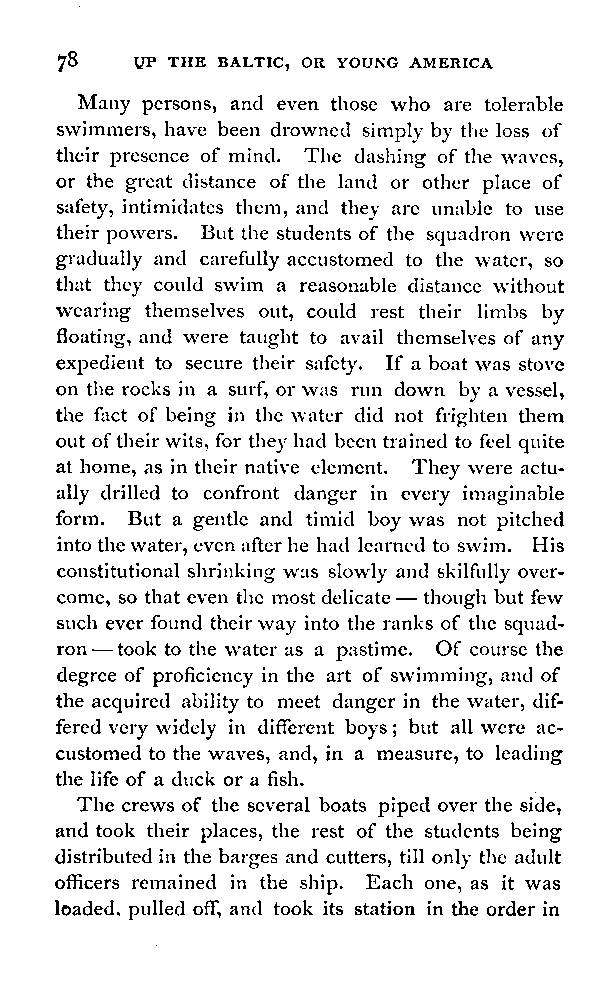 78 UP THE BALTIC, OR YOUNG AMERICA
Many persons, and even those who are tolerable
swimmers, have been drowned simply by the loss of
their presence of mind. The dashing of the waves,
or the great distance of the land or other place of
safety, intimidates them, and they are unable to use
their powers. But the students of the squadron were
gradually and carefully accustomed to the water, so
that they could swim a reasonable distance without
wearing themselves out, could rest their limbs by
floating, and were taught to avail themselves of any
expedient to secure their safety. If a boat was stove
on the rocks in a surf, or was run down by a vessel,
the fact of being in the water did not frighten them
out of their wits, for they had been trained to feel quite
at home, as in their native element. They were actu-
ally drilled to confront danger in every imaginable
form. But a gentle and timid boy was not pitched
into the water, even after he had learned to swim. His
constitutional shrinking was slowly and skilfully over-
come, so that even the most delicate — though but few
such ever found their way into the ranks of the squad-
ron — took to the water as a pastime. Of course the
degree of proficiency in the art of swimming, and of
the acquired ability to meet danger in the water, dif-
fered very widely in different boys; but all were ac-
customed to the waves, and, in a measure, to leading
the life of a duck or a fish.
The crews of the several boats piped over the side,
and took their places, the rest of the students being
distributed in the barges and cutters, till only the adult
officers remained in the ship. Each one, as it was
loaded, pulled off, and took its station in the order in